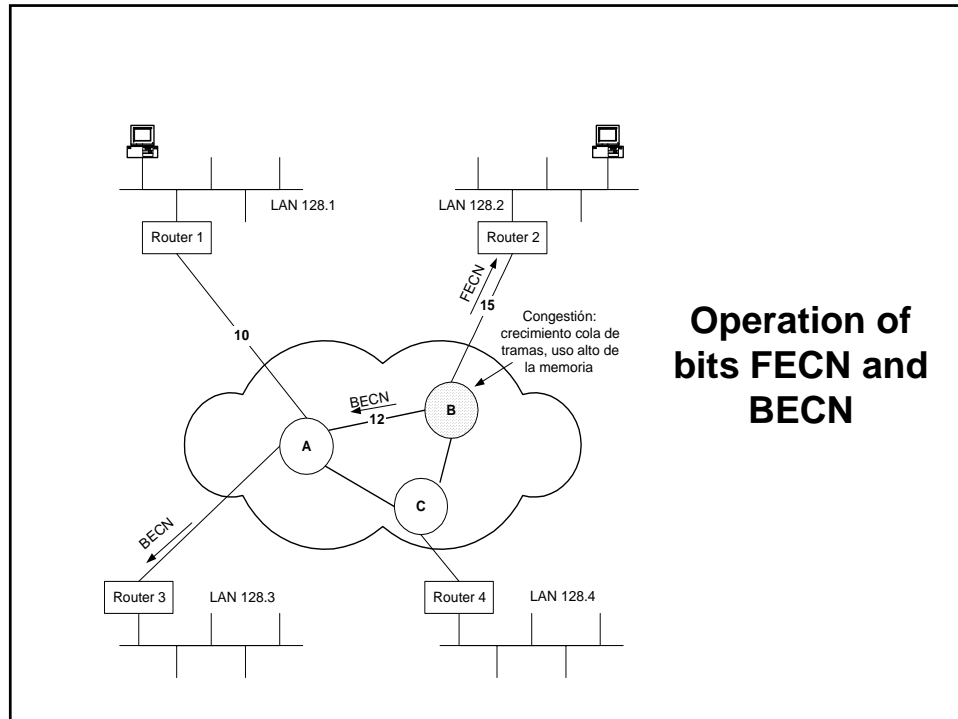 LAN 128.1
LAN 128.2
Router 1
Router 2
FECN
15
10
Congestión:
crecimiento cola de
tramas, uso alto de
la memoria
Operation of
bits FECN and
BECN
BECN
12
B
A
C
BECN
Router 3
LAN 128.3
Router 4
LAN 128.4